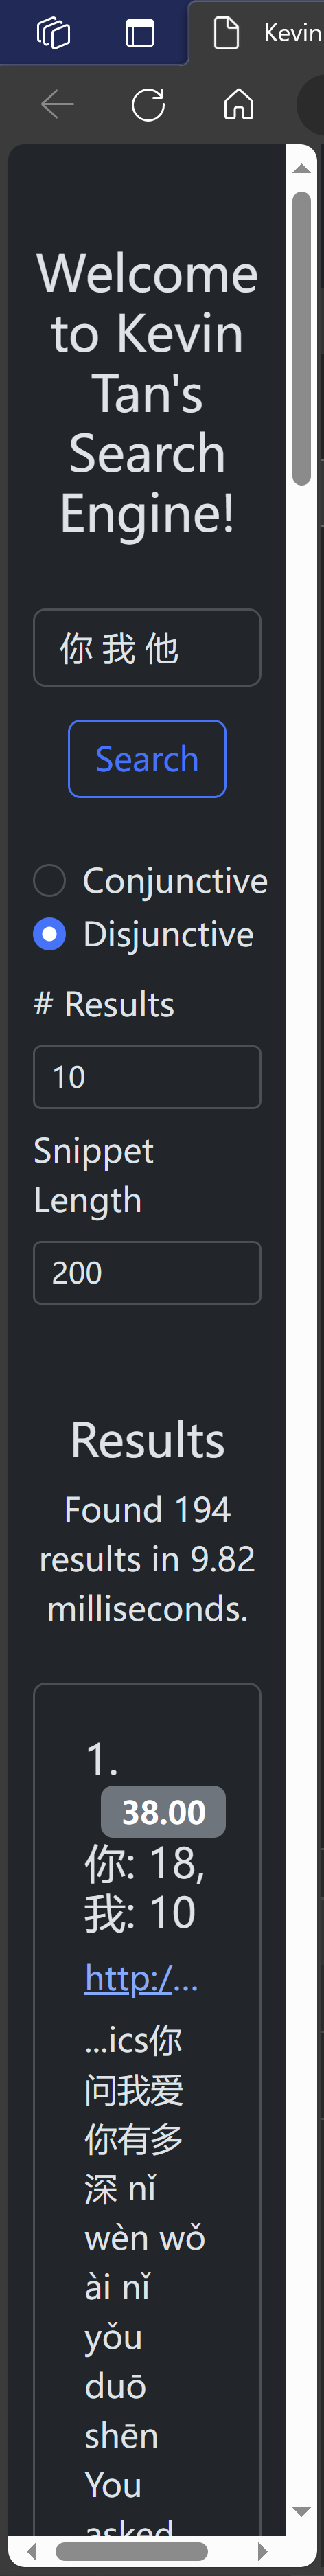 Kevin
Welcome
to Kevin
Tan's
Search
Engine!
你 我 他
Search
Conjunctive
Disjunctive
# Results
10
Snippet
Length
200
Results
Found 194
results in 9.82
milliseconds.
1.
38.00
你: 18,
我: 10
http:/...
...ics你
问我爱
你有多
深 nǐ
wèn wǒ
ài nǐ
yǒu
duō
shēn
You
asked